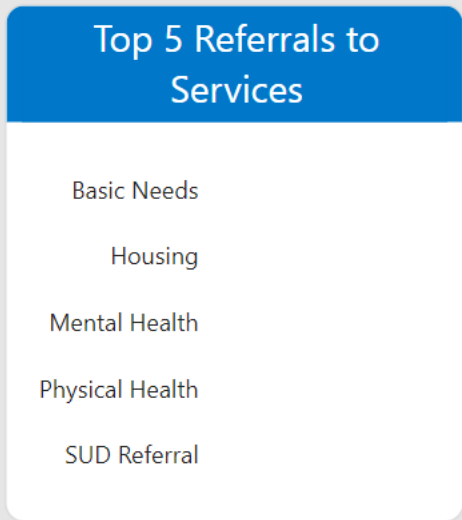 Top 5 Referrals to
Services
Basic Needs
Housing
Mental Health
Physical Health
SUD Referral